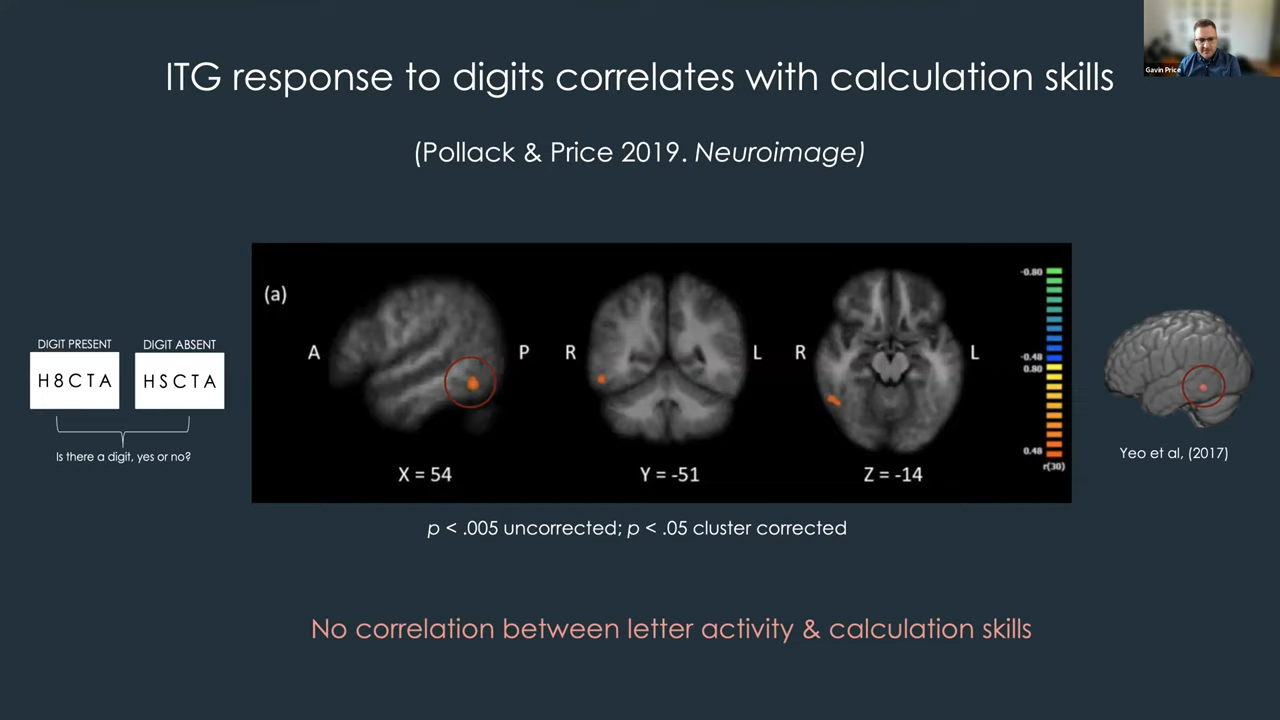 ITG response to digits correlates with calculation skills
Gavin Price
(Pollack & Price 2019. Neuroimage)
(a)
A
P
R
L
R
L
X = 54
Y = -51
Z = -14
-0.80
-0.48
0.80
0.48
r(30)
DIGIT PRESENT
DIGIT ABSENT
H 8 C T A
H S C T A
Is there a digit, yes or no?
Yeo et al, (2017)
p < .005 uncorrected; p < .05 cluster corrected
No correlation between letter activity & calculation skills